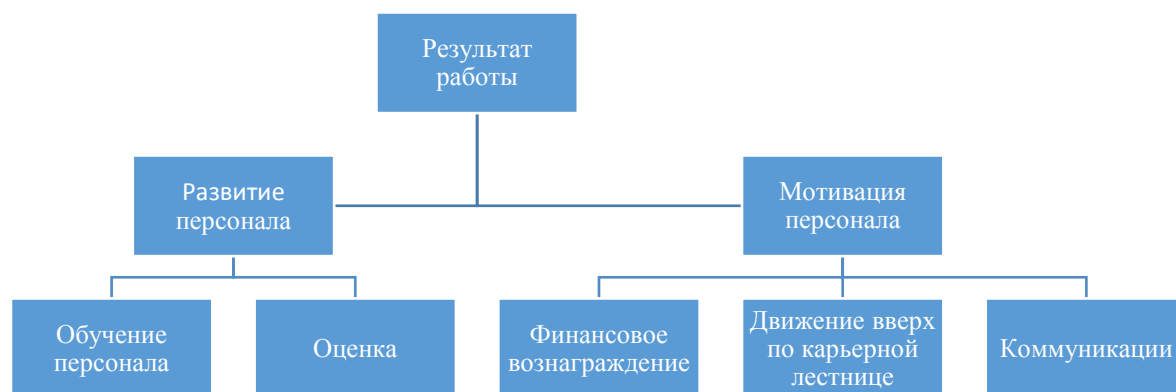 Результат
работы
Развитие
персонала
Мотивация
персонала
Обучение
персонала
Оценка
Финансовое
вознаграждение
Движение вверх
по карьерной
лестнице
Коммуникации